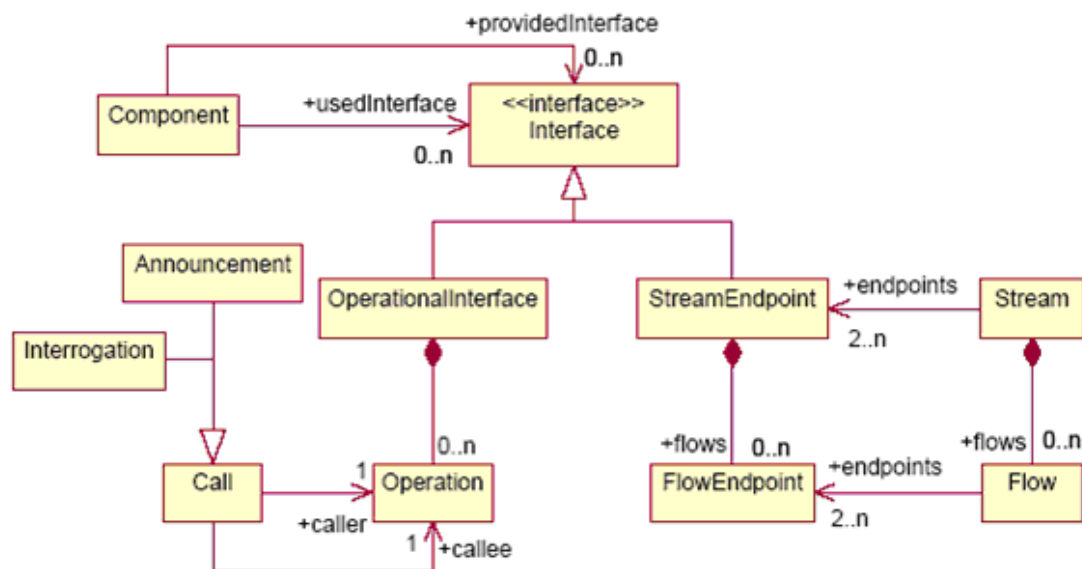 +providedInterface
0..n
<<interface>>
Interface
Component
+usedInterface
0..n
Announcement
OperationalInterface
StreamEndpoint
+endpoints
2..n
Stream
Interrogation
0..n
+flows
0..n
+flows
0..n
Call
1
+caller
Operation
1
+callee
FlowEndpoint
+endpoints
2..n
Flow